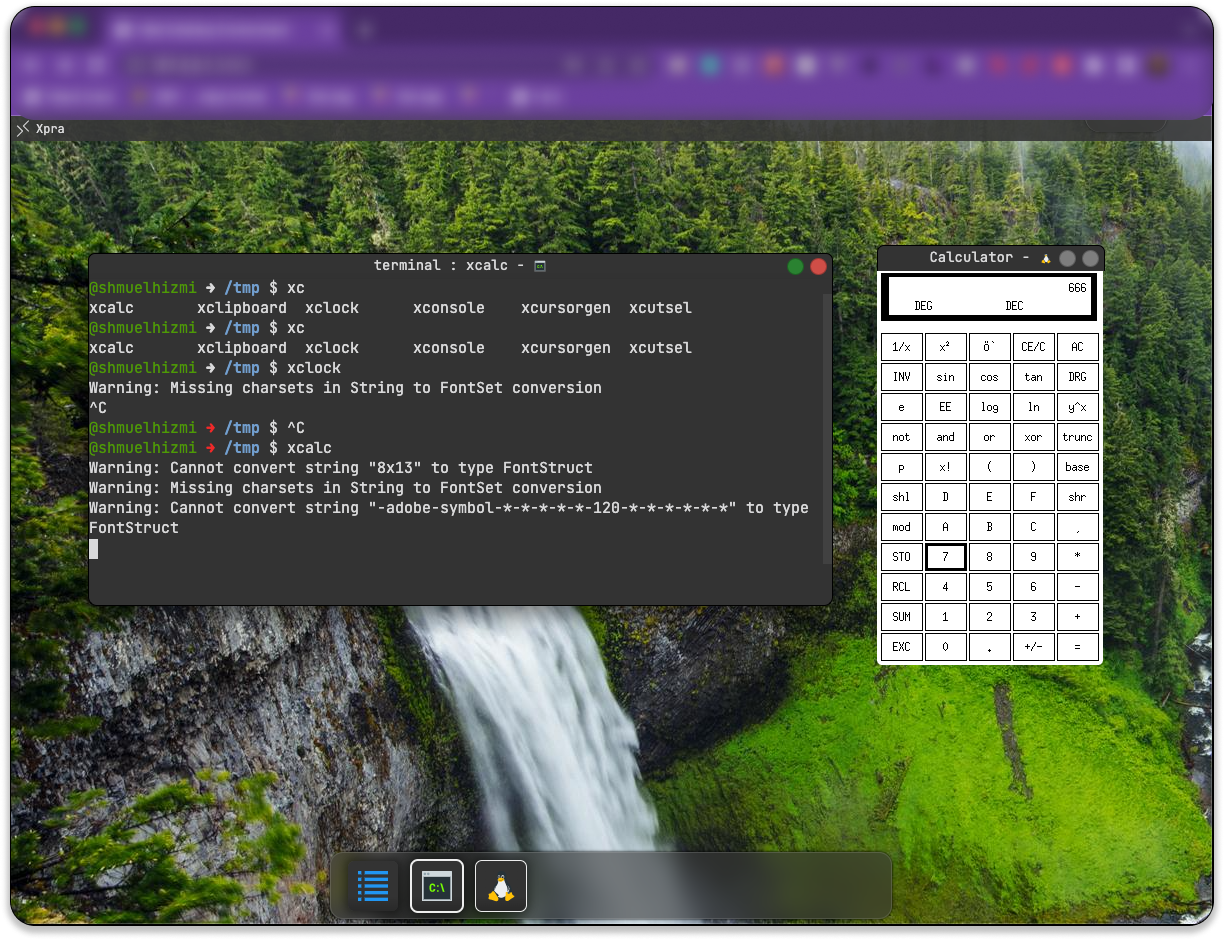 Xpra
terminal : xcalc -
@shmuelhizmi ➜ /tmp $ xc
xcalc xclipboard xclock xconsole xcursorgen xcutsel
@shmuelhizmi ➜ /tmp $ xc
xcalc xclipboard xclock xconsole xcursorgen xcutsel
@shmuelhizmi ➜ /tmp $ xclock
Warning: Missing charsets in String to FontSet conversion
^C
@shmuelhizmi ➜ /tmp $ ^C
@shmuelhizmi ➜ /tmp $ xcalc
Warning: Cannot convert string "8x13" to type FontStruct
Warning: Missing charsets in String to FontSet conversion
Warning: Cannot convert string "-adobe-symbol-*-*-*-*-*-120-*-*-*-*-*-*" to type
FontStruct
Calculator -
666
DEG DEC
1/x x² ö` CE/C AC
INV sin cos tan DRG
e EE log ln y^x
not and or xor trunc
p x! ( ) base
shl D E F shr
mod A B C ¸
STO 7 8 9 *
RCL 4 5 6 -
SUM 1 2 3 +
EXC 0 . +/- =
C:\